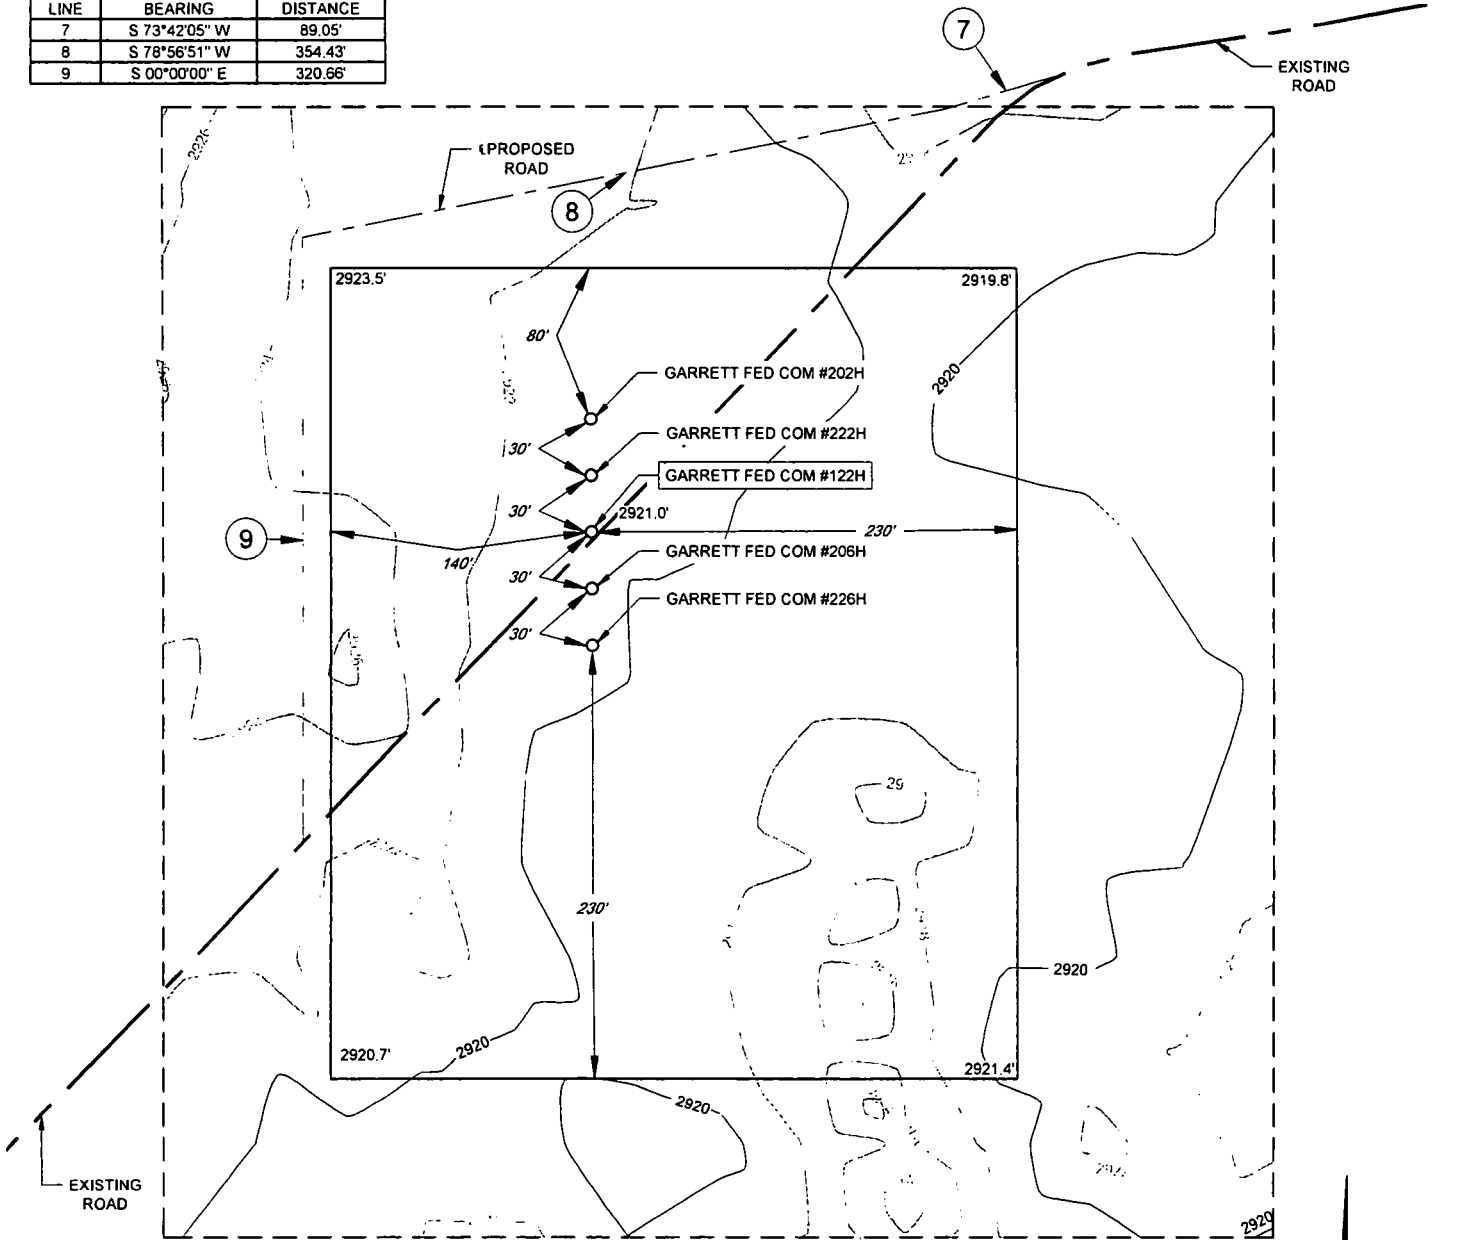 LINE BEARING DISTANCE
7 S 73°42'05" W 89.05'
8 S 78°56'51" W 354.43'
9 S 00°00'00" E 320.66'
7
EXISTING
ROAD
PROPOSED
ROAD
8
2923.5'
2919.8'
80'
GARRETT FED COM #202H
2920
30'
GARRETT FED COM #222H
GARRETT FED COM #122H
30'
2921.0'
230'
9
140'
GARRETT FED COM #206H
30'
GARRETT FED COM #226H
30'
230'
2920
2920
2920.7'
2921.4'
2920
EXISTING
ROAD
2920